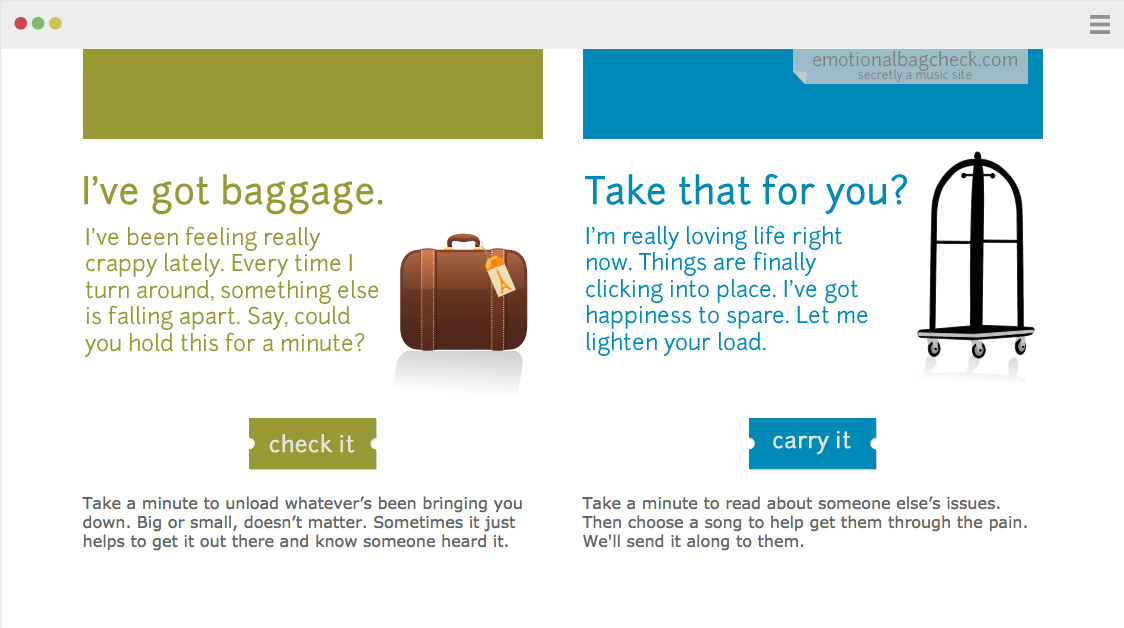 emotionalbagcheck.com
secretly a music site
I’ve got baggage.
I’ve been feeling really
crappy lately. Every time I
turn around, something else
is falling apart. Say, could
you hold this for a minute?
check it
Take a minute to unload whatever’s been bringing you
down. Big or small, doesn’t matter. Sometimes it just
helps to get it out there and know someone heard it.
Take that for you?
I’m really loving life right
now. Things are finally
clicking into place. I’ve got
happiness to spare. Let me
lighten your load.
carry it
Take a minute to read about someone else’s issues.
Then choose a song to help get them through the pain.
We'll send it along to them.